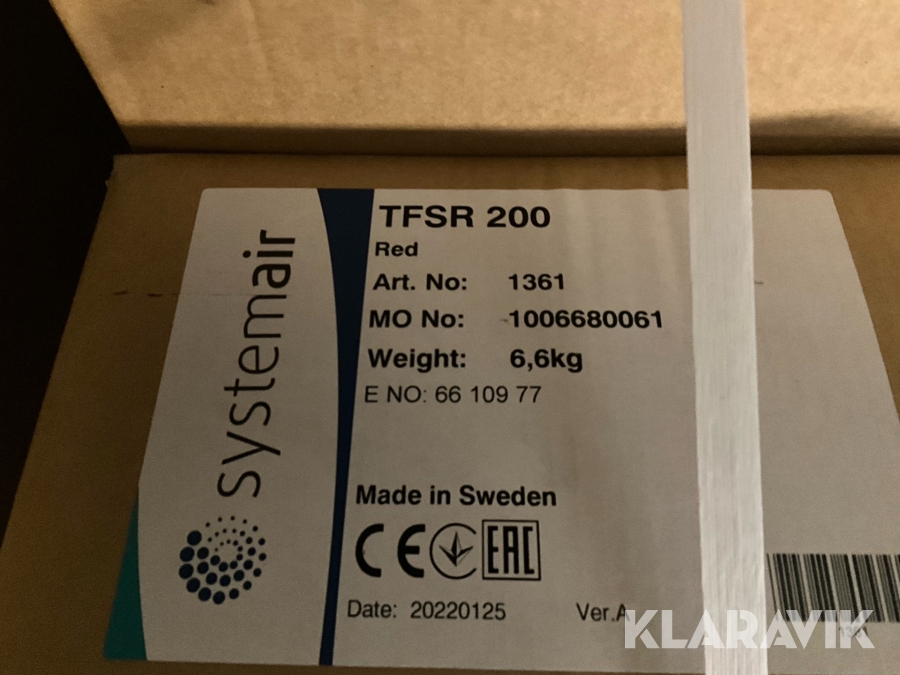 systemair
TFSR 200
Red
Art. No: 1361
MO No: 1006680061
Weight: 6,6kg
E NO: 66 109 77
Made in Sweden
CE EAC
Date: 20220125 Ver.A
KLARAVIK